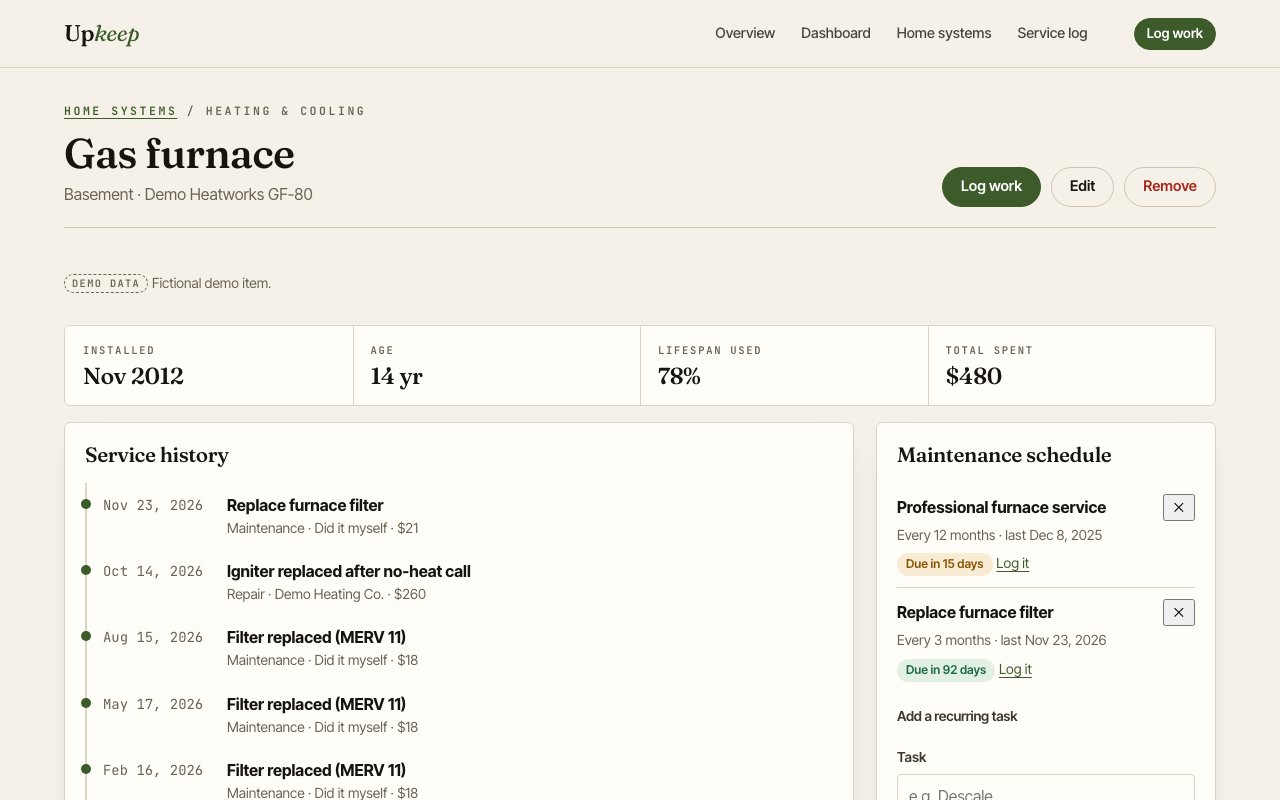 Upkeep
Overview Dashboard Home systems Service log Log work
HOME SYSTEMS / HEATING & COOLING
Gas furnace
Basement · Demo Heatworks GF-80
Log work Edit Remove
DEMO DATA Fictional demo item.
INSTALLED
Nov 2012
AGE
14 yr
LIFESPAN USED
78%
TOTAL SPENT
$480
Service history
Nov 23, 2026 Replace furnace filter
Maintenance · Did it myself · $21
Oct 14, 2026 Igniter replaced after no-heat call
Repair · Demo Heating Co. · $260
Aug 15, 2026 Filter replaced (MERV 11)
Maintenance · Did it myself · $18
May 17, 2026 Filter replaced (MERV 11)
Maintenance · Did it myself · $18
Feb 16, 2026 Filter replaced (MERV 11)
Maintenance · Did it myself · $18
Maintenance schedule
Professional furnace service ×
Every 12 months · last Dec 8, 2025
Due in 15 days Log it
Replace furnace filter ×
Every 3 months · last Nov 23, 2026
Due in 92 days Log it
Add a recurring task
Task
e.g. Descale